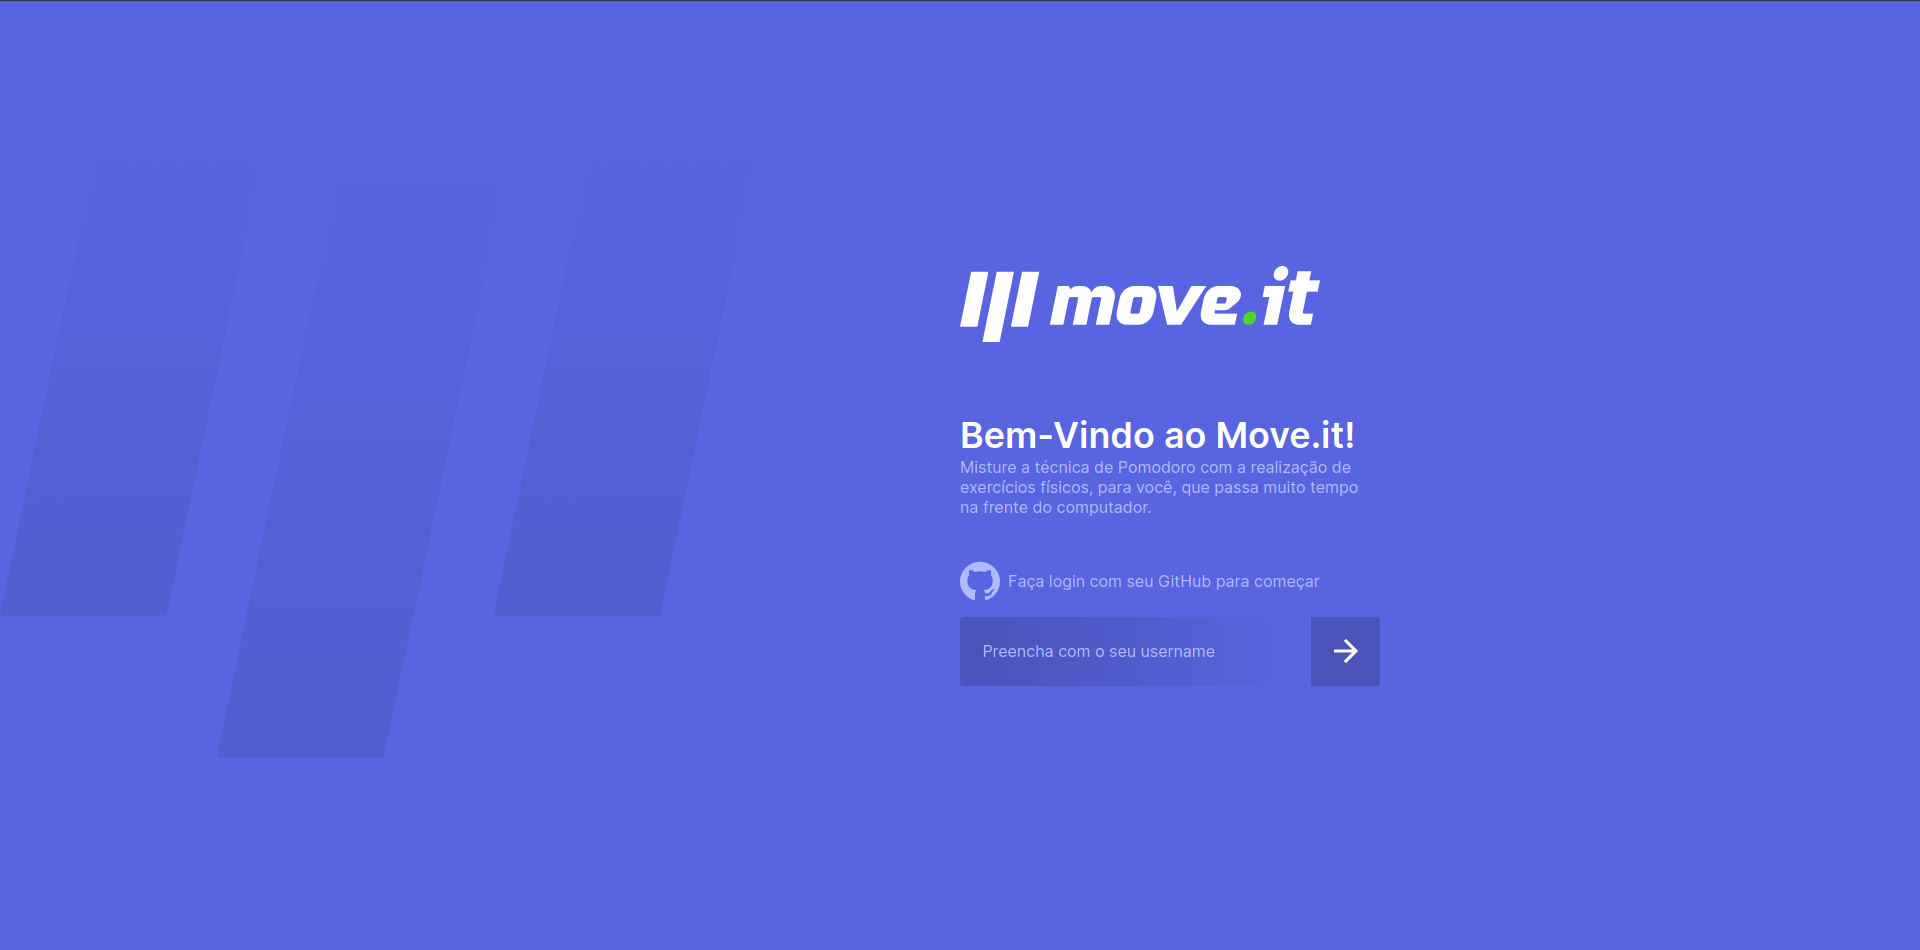 move.it
Bem-Vindo ao Move.it!
Misture a técnica de Pomodoro com a realização de
exercícios físicos, para você, que passa muito tempo
na frente do computador.
Faça login com seu GitHub para começar
Preencha com o seu username